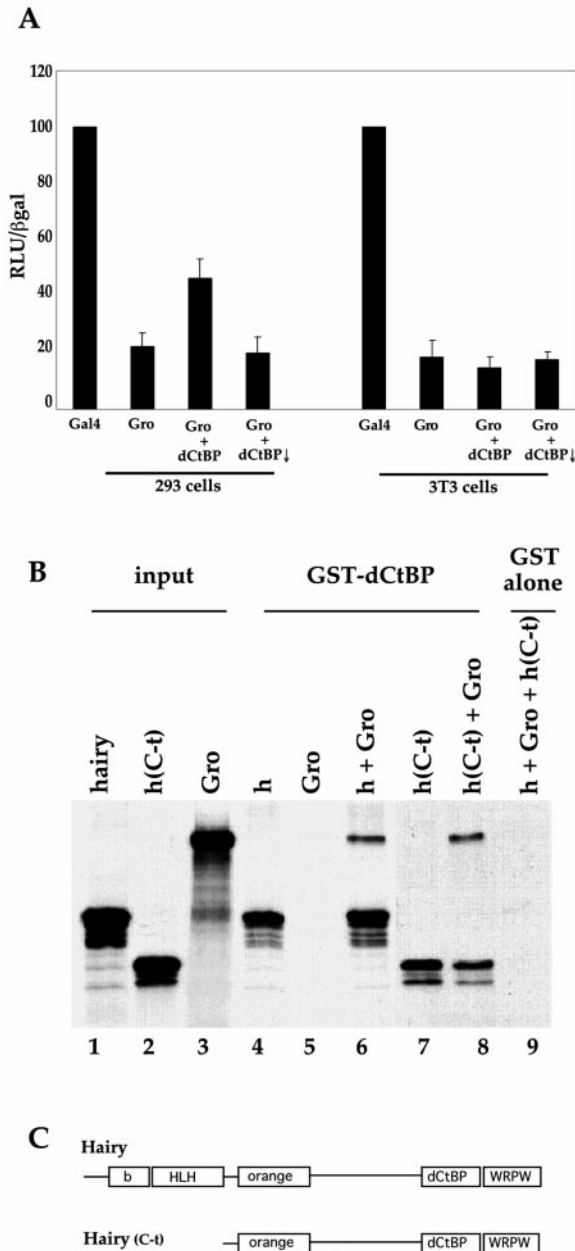 A
120
100
80
60
40
20
0
RLU/βgal
Gal4
Gro
Gro
+
dCtBP
Gro
+
dCtBP↓
Gal4
Gro
Gro
+
dCtBP
Gro
+
dCtBP↓
293 cells
3T3 cells
B
input
GST-dCtBP
GST
alone
hairy
h(C-t)
Gro
h
Gro
h + Gro
h(C-t)
h(C-t) + Gro
h + Gro + h(C-t)
1 2 3 4 5 6 7 8 9
C
Hairy
b HLH orange dCtBP WRPW
Hairy (C-t)
orange dCtBP WRPW